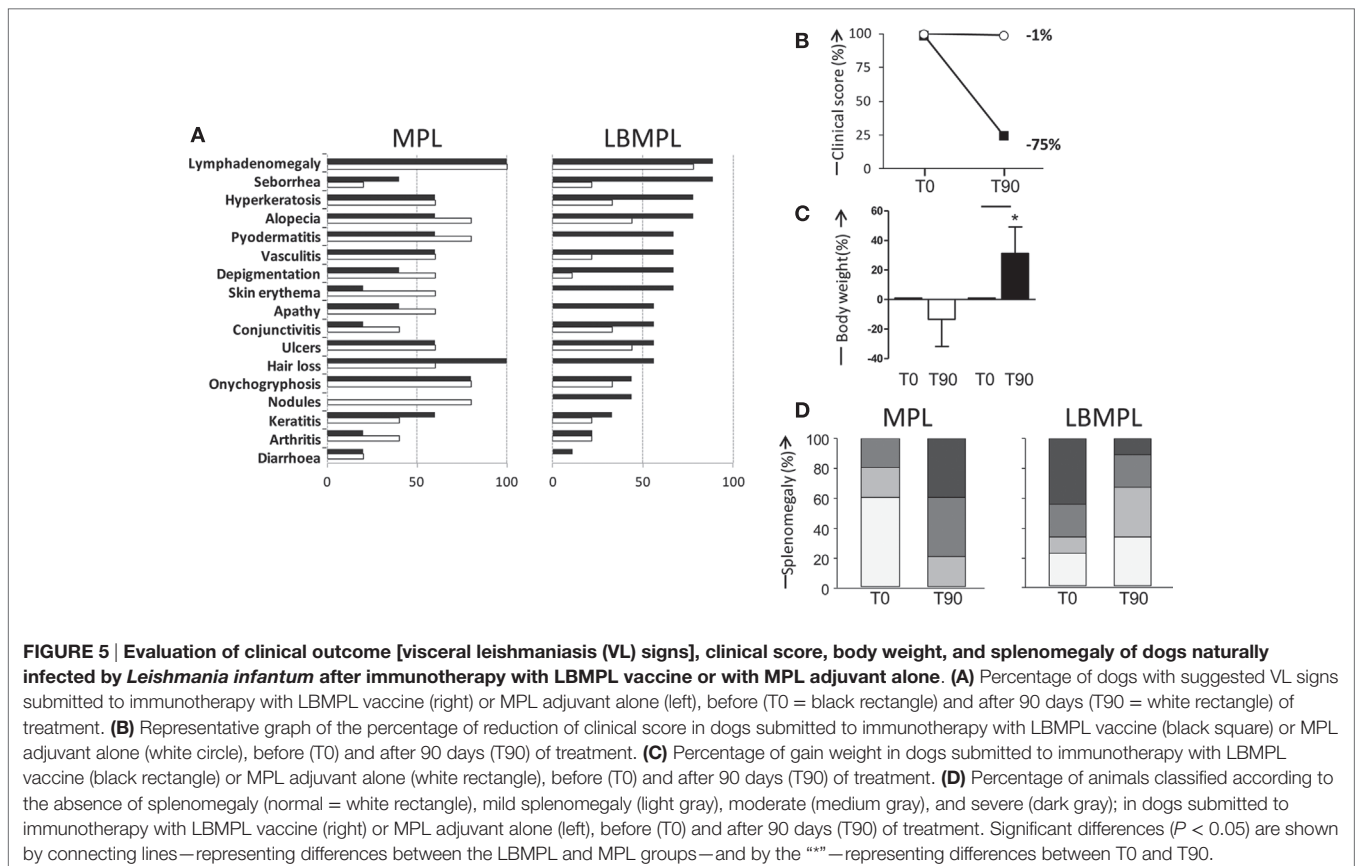 A
MPL
LBMPL
Lymphadenomegaly
Seborrhea
Hyperkeratosis
Alopecia
Pyodermatitis
Vasculitis
Depigmentation
Skin erythema
Apathy
Conjunctivitis
Ulcers
Hair loss
Onychogryphosis
Nodules
Keratitis
Arthritis
Diarrhoea
0 50 100
0 50 100
B
Clinical score (%)
100
75
50
25
0
-1%
-75%
T0 T90
C
Body weight(%)
60
40
20
0
-20
-40
*
T0 T90 T0 T90
D
MPL
LBMPL
Splenomegaly (%)
100
80
60
40
20
0
T0 T90
T0 T90
FIGURE 5 | Evaluation of clinical outcome [visceral leishmaniasis (VL) signs], clinical score, body weight, and splenomegaly of dogs naturally
infected by Leishmania infantum after immunotherapy with LBMPL vaccine or with MPL adjuvant alone. (A) Percentage of dogs with suggested VL signs
submitted to immunotherapy with LBMPL vaccine (right) or MPL adjuvant alone (left), before (T0 = black rectangle) and after 90 days (T90 = white rectangle) of
treatment. (B) Representative graph of the percentage of reduction of clinical score in dogs submitted to immunotherapy with LBMPL vaccine (black square) or MPL
adjuvant alone (white circle), before (T0) and after 90 days (T90) of treatment. (C) Percentage of gain weight in dogs submitted to immunotherapy with LBMPL
vaccine (black rectangle) or MPL adjuvant alone (white rectangle), before (T0) and after 90 days (T90) of treatment. (D) Percentage of animals classified according to
the absence of splenomegaly (normal = white rectangle), mild splenomegaly (light gray), moderate (medium gray), and severe (dark gray); in dogs submitted to
immunotherapy with LBMPL vaccine (right) or MPL adjuvant alone (left), before (T0) and after 90 days (T90) of treatment. Significant differences (P < 0.05) are shown
by connecting lines—representing differences between the LBMPL and MPL groups—and by the “*”—representing differences between T0 and T90.